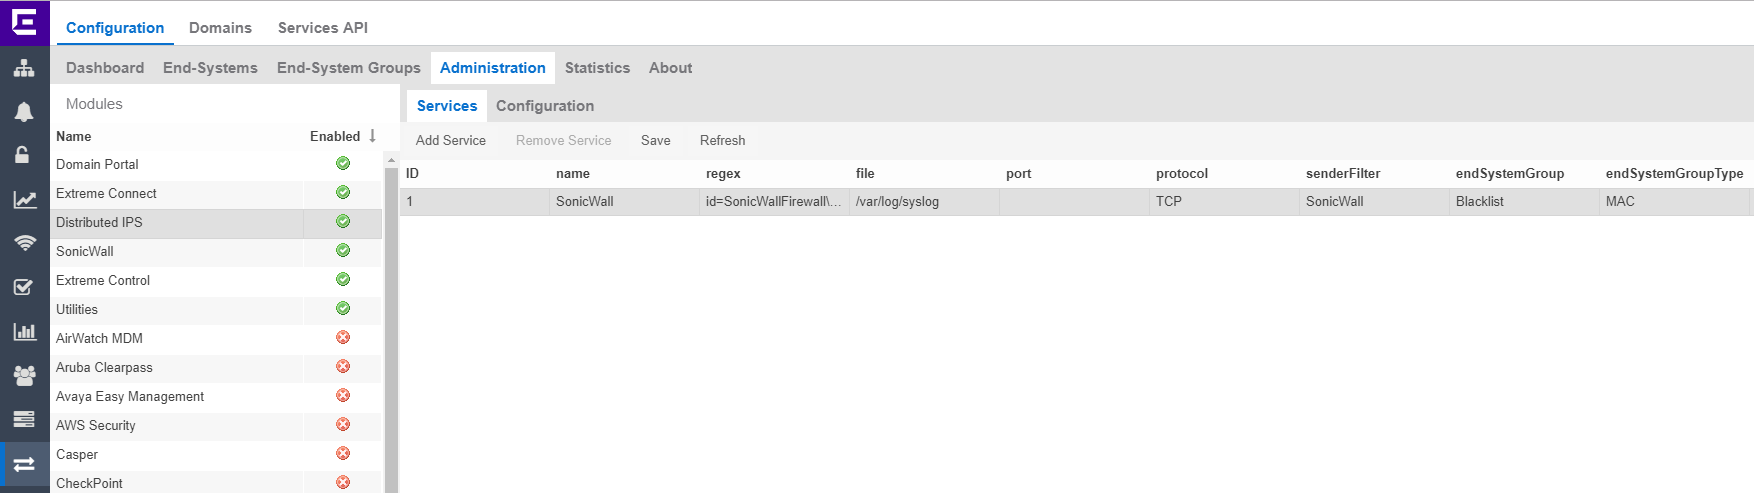 Configuration Domains Services API
Dashboard End-Systems End-System Groups Administration Statistics About
Modules
Name Enabled
Domain Portal
Extreme Connect
Distributed IPS
SonicWall
Extreme Control
Utilities
AirWatch MDM
Aruba Clearpass
Avaya Easy Management
AWS Security
Casper
CheckPoint
Services Configuration
Add Service Remove Service Save Refresh
ID name regex file port protocol senderFilter endSystemGroup endSystemGroupType
1 SonicWall id=SonicWallFirewall\... /var/log/syslog TCP SonicWall Blacklist MAC